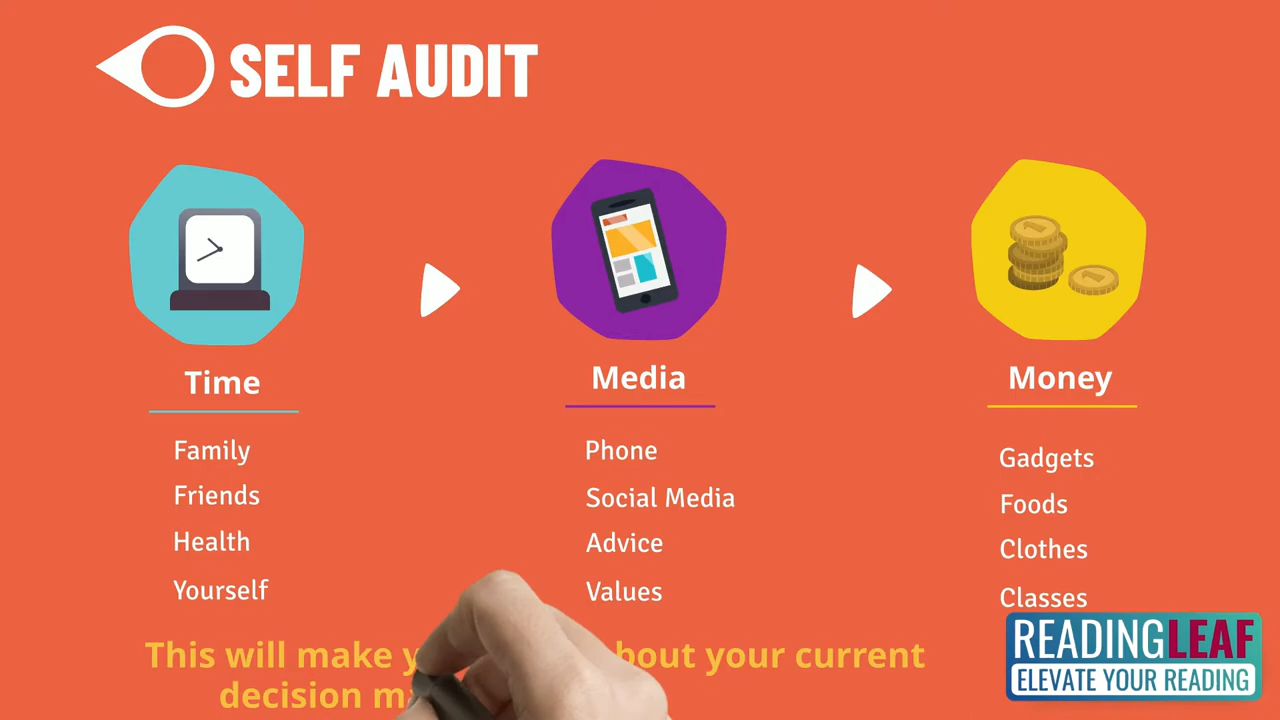 SELF AUDIT
Time
Family
Friends
Health
Yourself
Media
Phone
Social Media
Advice
Values
Money
Gadgets
Foods
Clothes
Classes
This will make your current
decision
READINGLEAF
ELEVATE YOUR READING